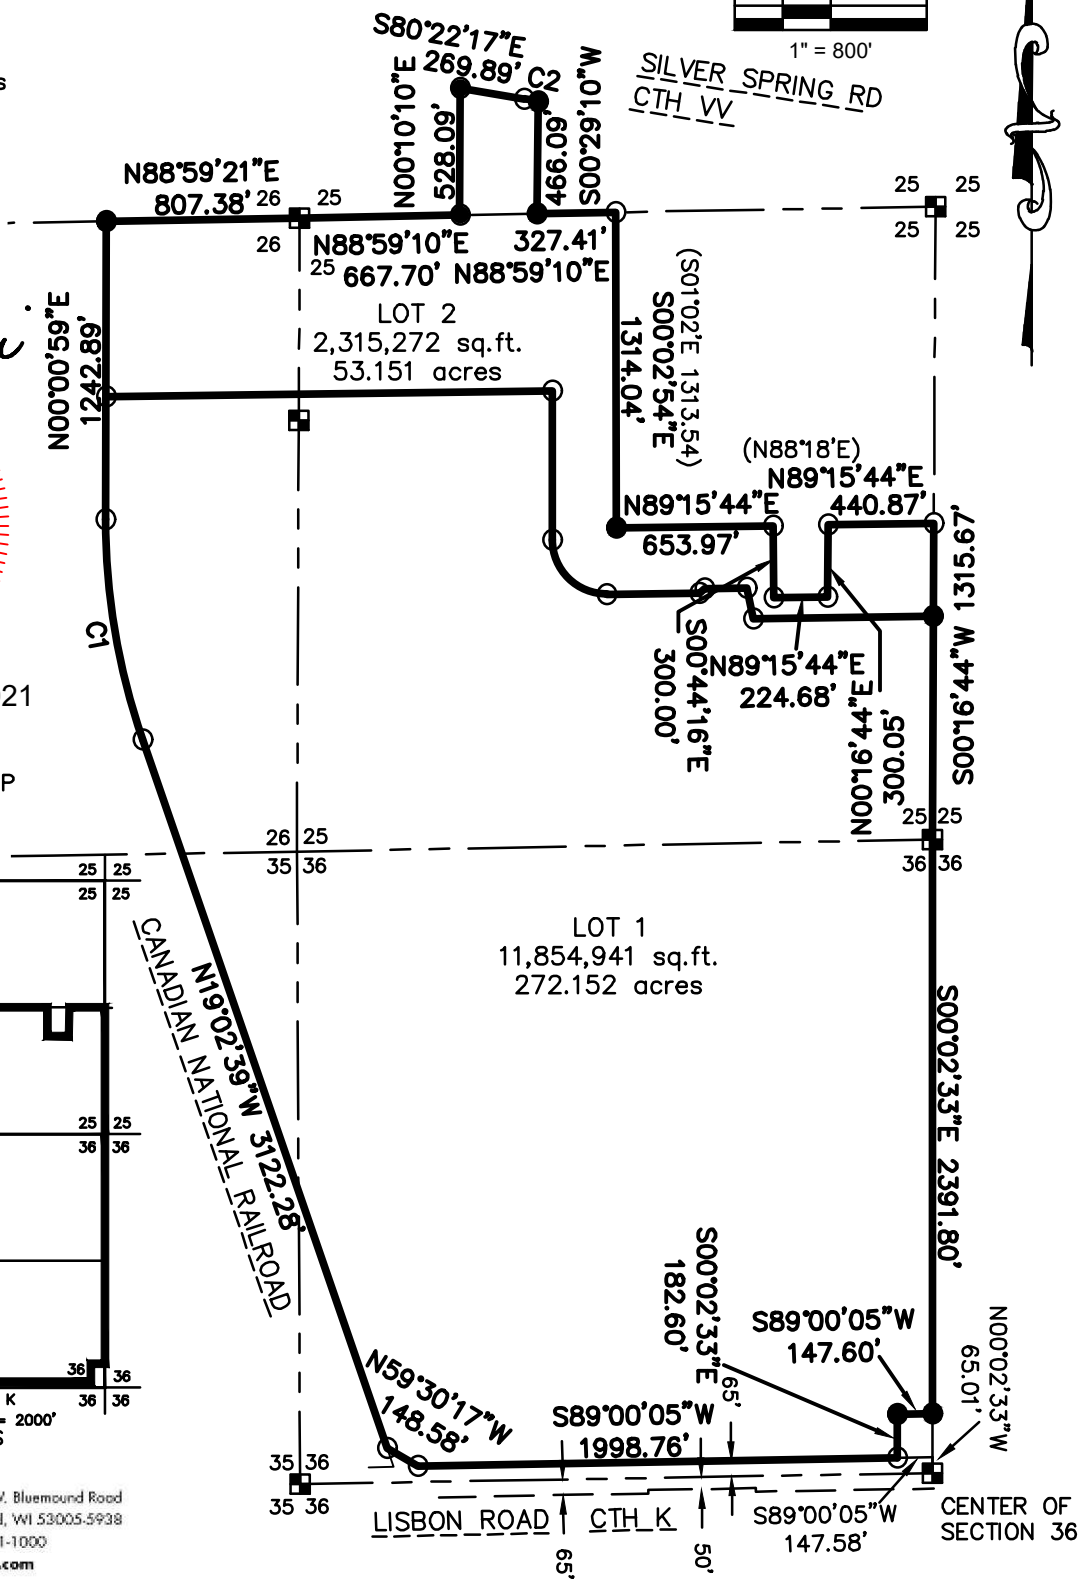 1" = 800'
S80°22'17"E
269.89'
C2
SILVER SPRING RD
CTH VV
N00°10'10"E
528.09'
466.09'
S00°29'10"W
N88°59'21"E
807.38'
26 25
26
25
25 25
25 25
N88°59'10"E
667.70'
327.41'
N88°59'10"E
LOT 2
2,315,272 sq.ft.
53.151 acres
N00°00'59"E
1242.89'
1314.04'
S00°02'54"E
(S01°02'E 1313.54)
(N88°18'E)
N89°15'44"E
440.87'
N89°15'44"E
653.97'
S00°16'44"W 1315.67'
C1
S00°44'16"E
300.00'
N89°15'44"E
224.68'
N00°16'44"E
300.05'
021
P
26 25
35 36
25 25
36 36
25 25
25 25
LOT 1
11,854,941 sq.ft.
272.152 acres
CANADIAN NATIONAL RAILROAD
N19°02'39"W 3122.28'
S00°02'33"E 2391.80'
25 25
36 36
S00°02'33"E
182.60'
S89°00'05"W
147.60'
N00°02'33"W
65.01'
N59°30'17"W
148.58'
S89°00'05"W
1998.76'
65'
36 36
36 36
K
= 2000'
S
35 36
35 36
W. Bluemound Road
, WI 53005-5938
1-1000
.com
LISBON ROAD CTH K
65'
50'
S89°00'05"W
147.58'
CENTER OF
SECTION 36